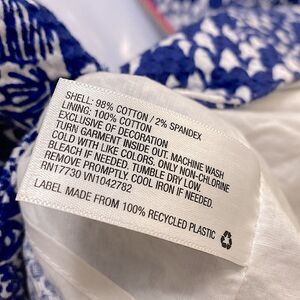 SHELL: 98% COTTON / 2% SPANDEX
LINING: 100% COTTON
EXCLUSIVE OF DECORATION
TURN GARMENT INSIDE OUT. MACHINE WASH
COLD WITH LIKE COLORS. ONLY NON-CHLORINE
BLEACH IF NEEDED. TUMBLE DRY LOW.
REMOVE PROMPTLY. COOL IRON IF NEEDED.
RN17730 VN1042782
LABEL MADE FROM 100% RECYCLED PLASTIC